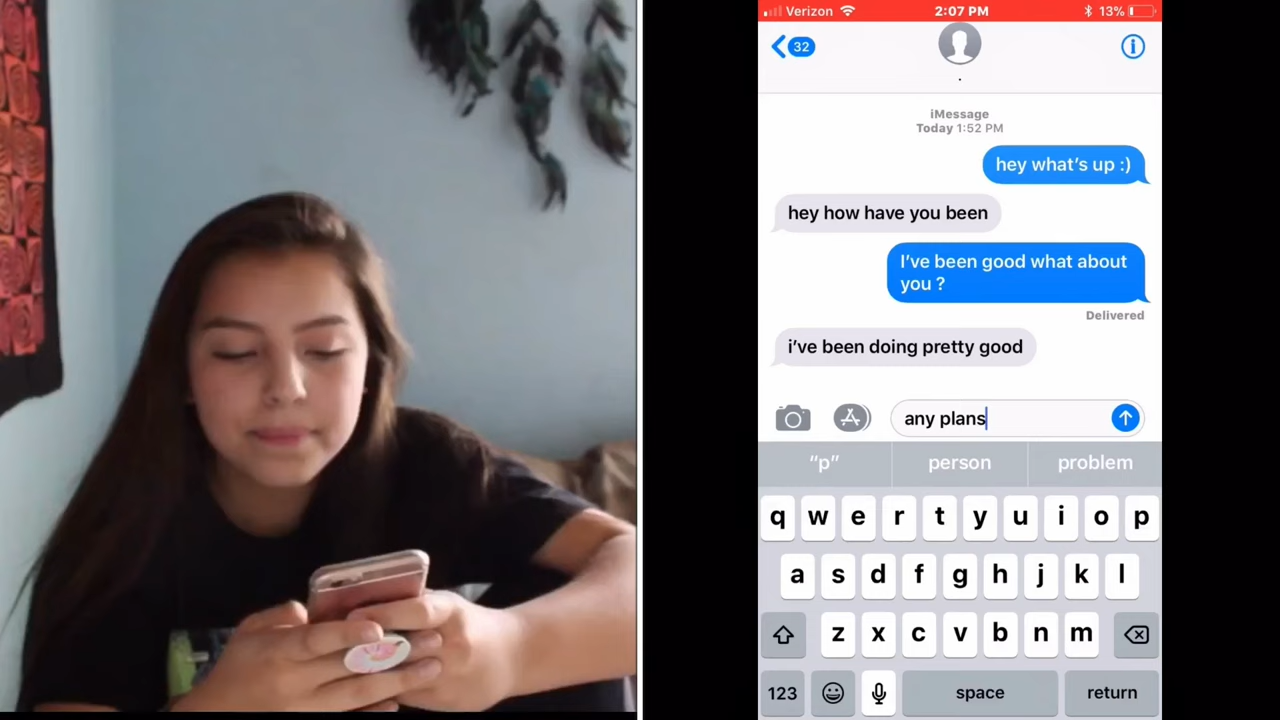 Verizon 2:07 PM 13%
32
i
.
iMessage
Today 1:52 PM
hey what's up :)
hey how have you been
I've been good what about
you ?
Delivered
i've been doing pretty good
any plans
“p” person problem
q w e r t y u i o p
a s d f g h j k l
z x c v b n m
123 space return